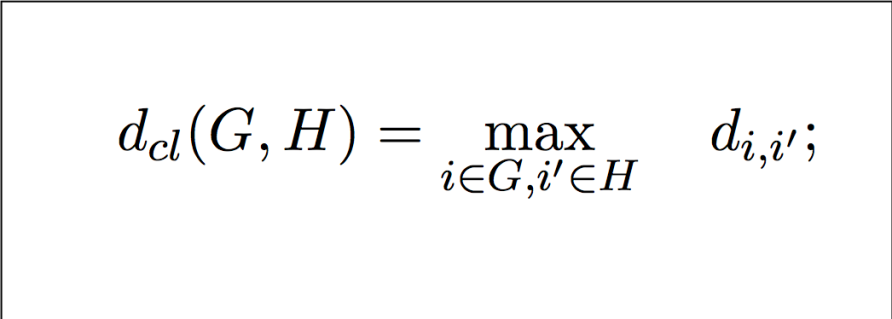 d_{cl}(G, H) = \max_{i \in G, i' \in H} d_{i,i'};